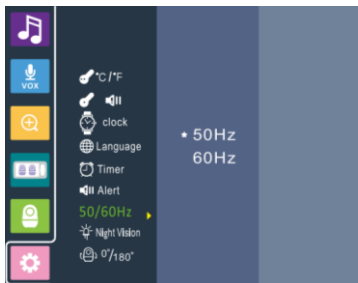 VOX
°C/°F
clock
Language
Timer
Alert
50/60Hz
Night Vision
0°/180°
★ 50Hz
60Hz